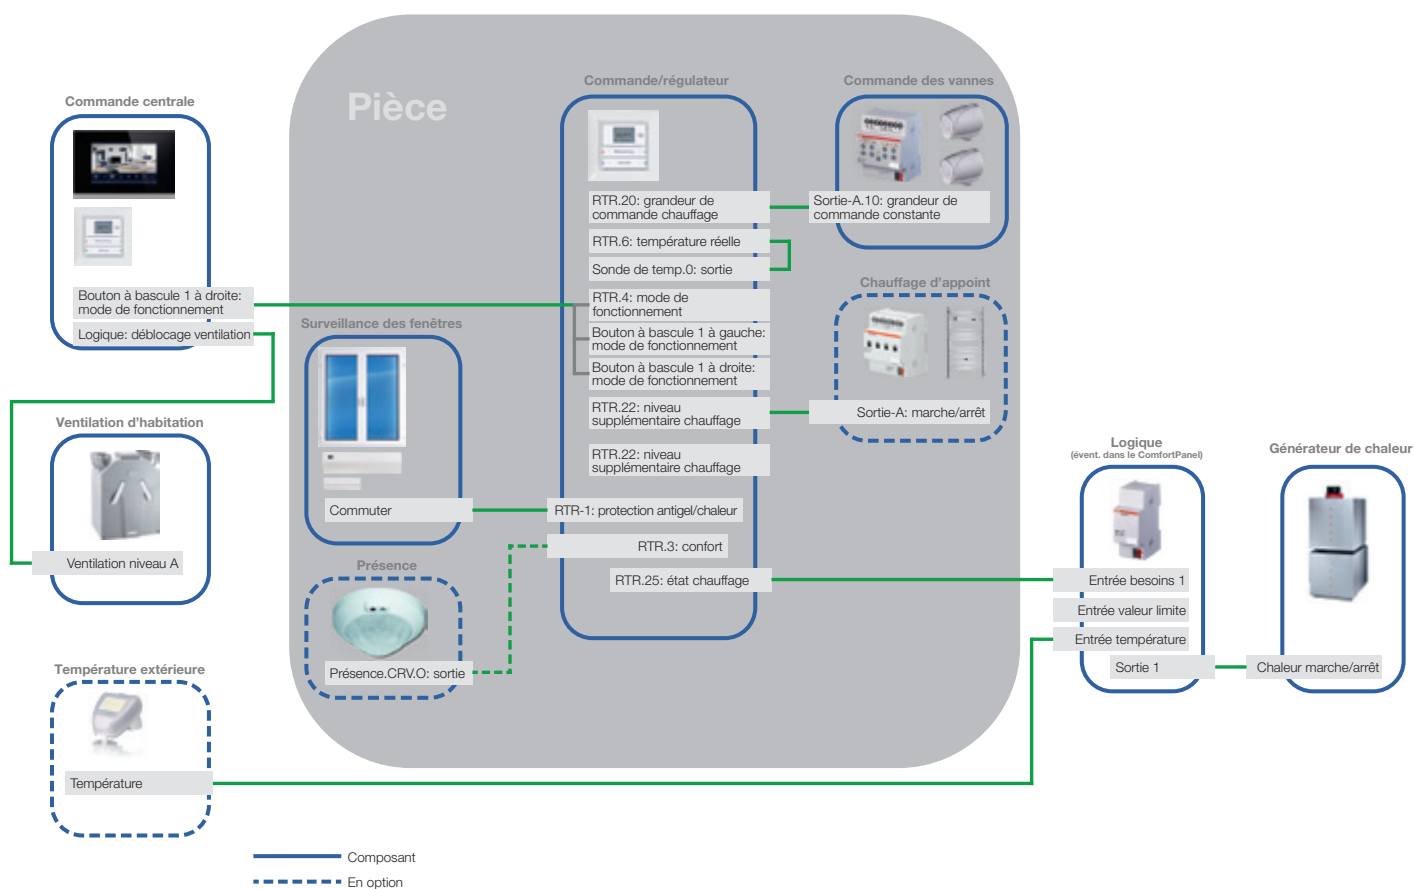 Pièce
Commande centrale
Bouton à bascule 1 à droite:
mode de fonctionnement
Logique: déblocage ventilation
Ventilation d'habitation
Ventilation niveau A
Température extérieure
Température
Surveillance des fenêtres
Commuter
Présence
Présence.CRV.O: sortie
Commande/régulateur
RTR.20: grandeur de
commande chauffage
RTR.6: température réelle
Sonde de temp.0: sortie
RTR.4: mode de
fonctionnement
Bouton à bascule 1 à gauche:
mode de fonctionnement
Bouton à bascule 1 à droite:
mode de fonctionnement
RTR.22: niveau
supplémentaire chauffage
RTR.22: niveau
supplémentaire chauffage
RTR-1: protection antigel/chaleur
RTR.3: confort
RTR.25: état chauffage
Commande des vannes
Sortie-A.10: grandeur de
commande constante
Chauffage d'appoint
Sortie-A: marche/arrêt
Logique
(évent. dans le ComfortPanel)
Entrée besoins 1
Entrée valeur limite
Entrée température
Sortie 1
Générateur de chaleur
Chaleur marche/arrêt
Composant
En option